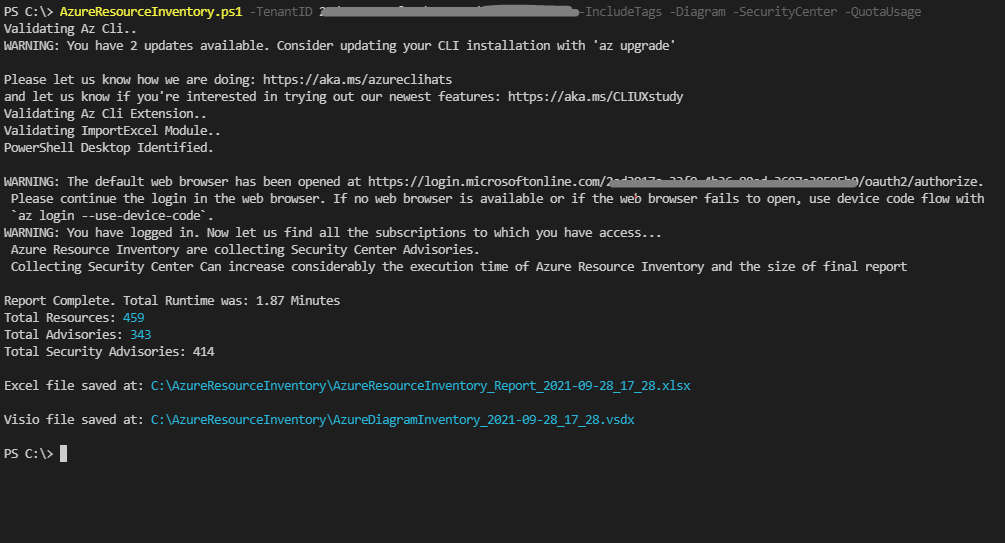 PS C:\> AzureResourceInventory.ps1 -TenantID -IncludeTags -Diagram -SecurityCenter -QuotaUsage
Validating Az Cli..
WARNING: You have 2 updates available. Consider updating your CLI installation with 'az upgrade'
Please let us know how we are doing: https://aka.ms/azureclihats
and let us know if you're interested in trying out our newest features: https://aka.ms/CLIUXstudy
Validating Az Cli Extension..
Validating ImportExcel Module..
PowerShell Desktop Identified.
WARNING: The default web browser has been opened at https://login.microsoftonline.com/ /oauth2/authorize.
Please continue the login in the web browser. If no web browser is available or if the web browser fails to open, use device code flow with
`az login --use-device-code`.
WARNING: You have logged in. Now let us find all the subscriptions to which you have access...
Azure Resource Inventory are collecting Security Center Advisories.
Collecting Security Center Can increase considerably the execution time of Azure Resource Inventory and the size of final report
Report Complete. Total Runtime was: 1.87 Minutes
Total Resources: 459
Total Advisories: 343
Total Security Advisories: 414
Excel file saved at: C:\AzureResourceInventory\AzureResourceInventory_Report_2021-09-28_17_28.xlsx
Visio file saved at: C:\AzureResourceInventory\AzureDiagramInventory_2021-09-28_17_28.vsdx
PS C:\>